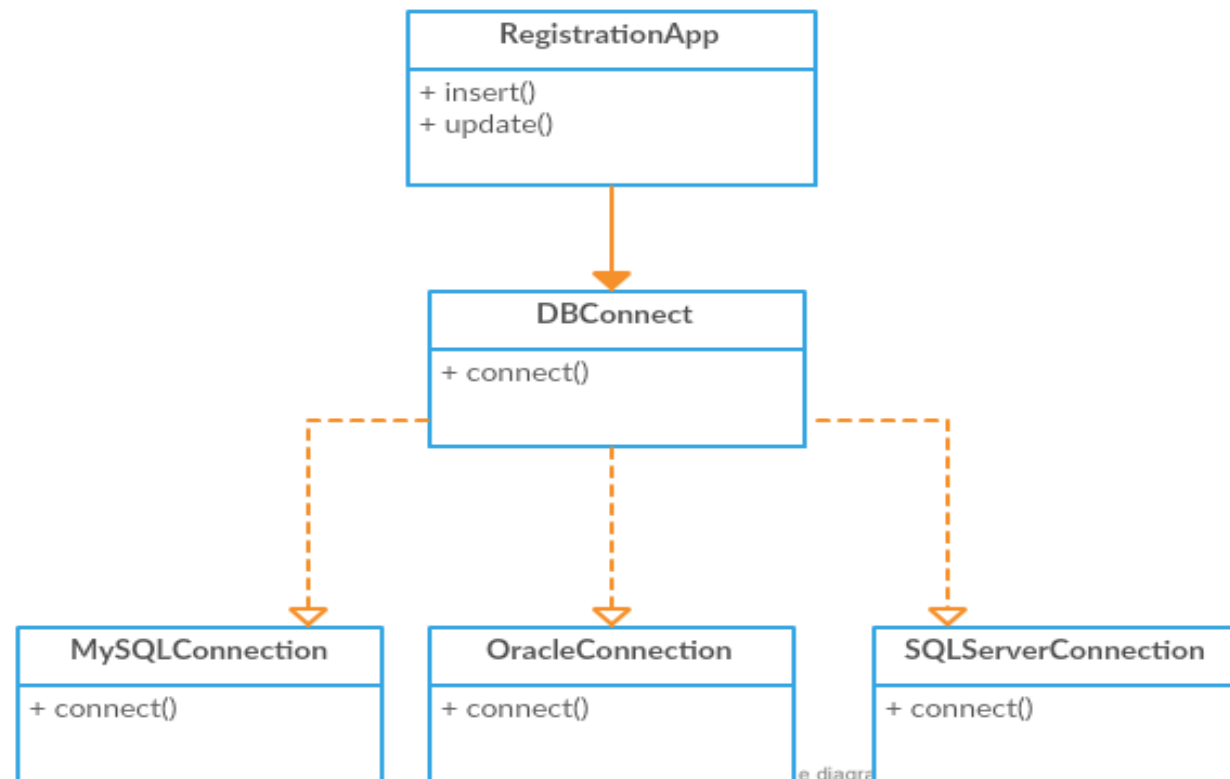 RegistrationApp
+ insert()
+ update()
DBConnect
+ connect()
MySQLConnection
+ connect()
OracleConnection
+ connect()
SQLServerConnection
+ connect()
e